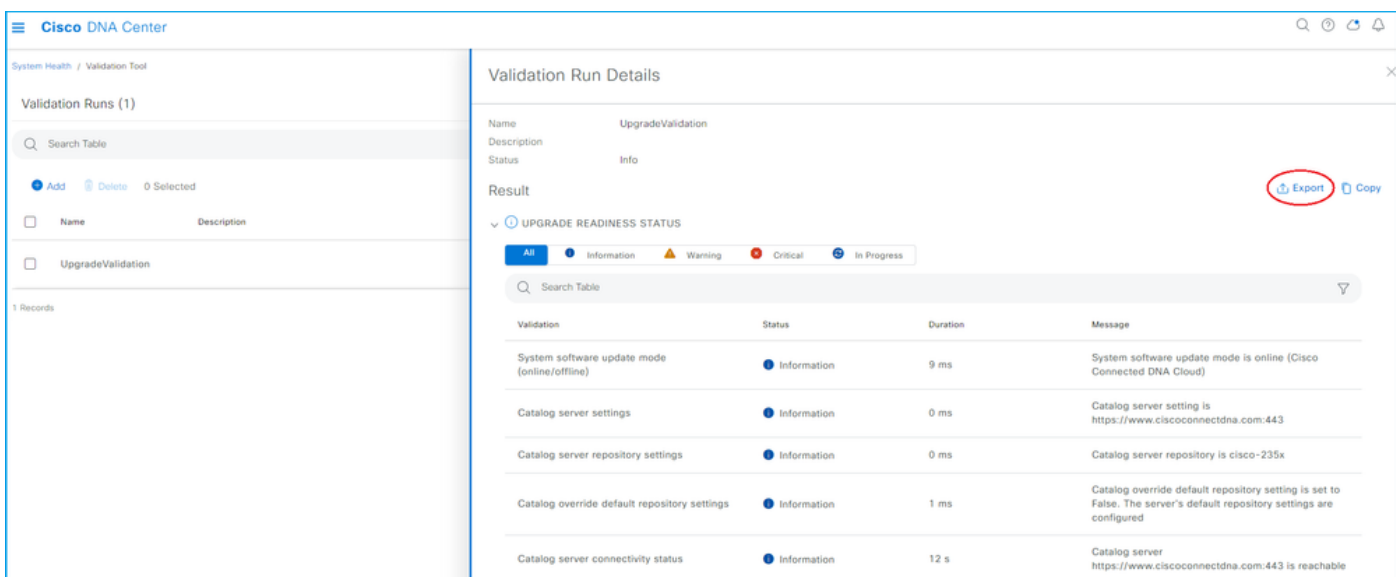 Cisco DNA Center
System Health / Validation Tool
Validation Runs (1)
Search Table
Add Delete 0 Selected
Name Description
UpgradeValidation
1 Records
Validation Run Details
Name UpgradeValidation
Description
Status Info
Result
Export Copy
UPGRADE READINESS STATUS
All Information Warning Critical In Progress
Search Table
Validation Status Duration Message
System software update mode
(online/offline)
Information
9 ms
System software update mode is online (Cisco
Connected DNA Cloud)
Catalog server settings
Information
0 ms
Catalog server setting is
https://www.ciscoconnectdna.com:443
Catalog server repository settings
Information
0 ms
Catalog server repository is cisco-235x
Catalog override default repository settings
Information
1 ms
Catalog override default repository setting is set to
False. The server's default repository settings are
configured
Catalog server connectivity status
Information
12 s
Catalog server
https://www.ciscoconnectdna.com:443 is reachable